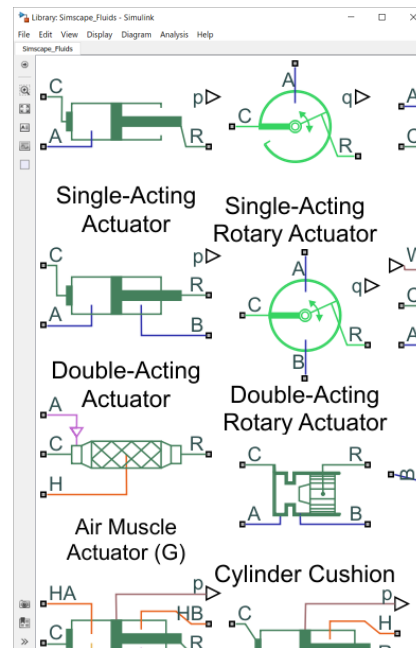 Library: Simscape_Fluids - Simulink
File Edit View Display Diagram Analysis Help
Simscape_Fluids
C p A q A
C
A R R C
Single-Acting
Actuator
Single-Acting
Rotary Actuator
C p A q W
R C C
A B R A
B
Double-Acting
Actuator
Double-Acting
Rotary Actuator
A
C R C R
H A B B
Air Muscle
Actuator (G)
Cylinder Cushion
HA p p
HB C H
C R